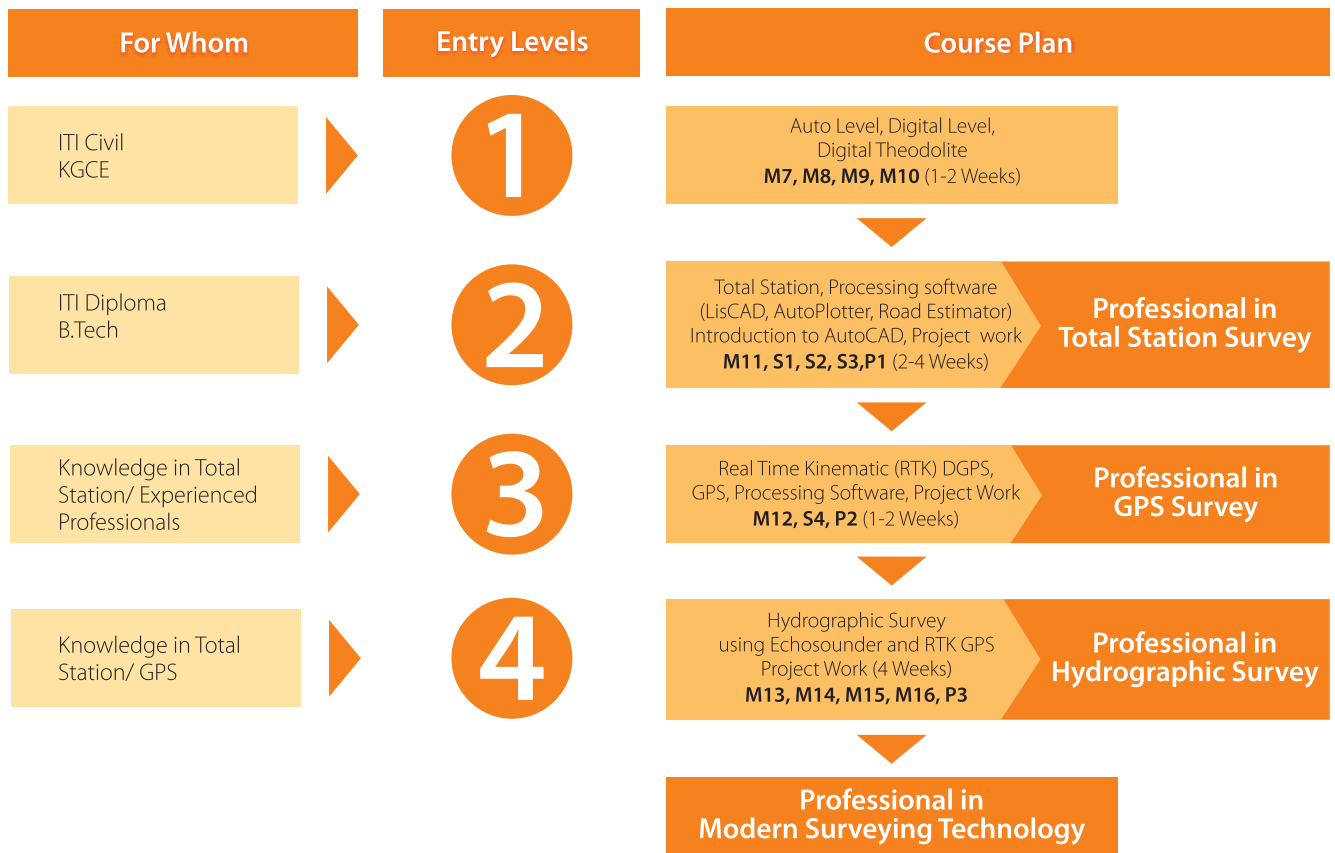 For Whom
Entry Levels
Course Plan
ITI Civil
KGCE
1
Auto Level, Digital Level,
Digital Theodolite
M7, M8, M9, M10 (1-2 Weeks)
ITI Diploma
B.Tech
2
Total Station, Processing software
(LisCAD, AutoPlotter, Road Estimator)
Introduction to AutoCAD, Project work
M11, S1, S2, S3,P1 (2-4 Weeks)
Professional in
Total Station Survey
Knowledge in Total
Station/ Experienced
Professionals
3
Real Time Kinematic (RTK) DGPS,
GPS, Processing Software, Project Work
M12, S4, P2 (1-2 Weeks)
Professional in
GPS Survey
Knowledge in Total
Station/ GPS
4
Hydrographic Survey
using Echosounder and RTK GPS
Project Work (4 Weeks)
M13, M14, M15, M16, P3
Professional in
Hydrographic Survey
Professional in
Modern Surveying Technology